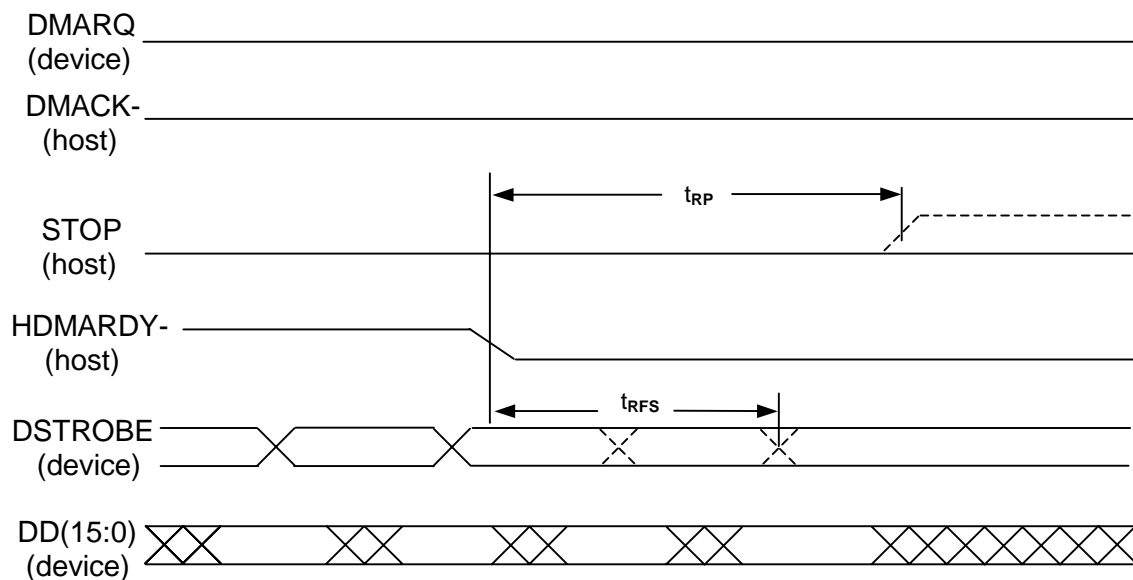 DMARQ
(device)
DMACK-
(host)
tRP
STOP
(host)
HDMARDY-
(host)
tRFS
DSTROBE
(device)
DD(15:0)
(device)